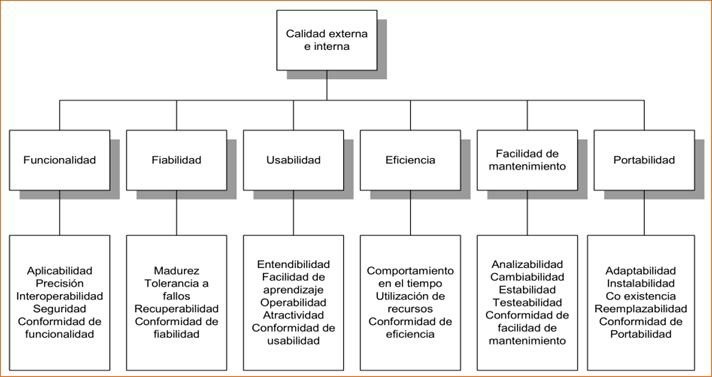 Calidad externa
e interna
Funcionalidad
Fiabilidad
Usabilidad
Eficiencia
Facilidad de
mantenimiento
Portabilidad
Aplicabilidad
Precisión
Interoperabilidad
Seguridad
Conformidad de
funcionalidad
Madurez
Tolerancia a
fallos
Recuperabilidad
Conformidad de
fiabilidad
Entendibilidad
Facilidad de
aprendizaje
Operabilidad
Atractividad
Conformidad de
usabilidad
Comportamiento
en el tiempo
Utilización de
recursos
Conformidad de
eficiencia
Analizabilidad
Cambiabilidad
Estabilidad
Testeabilidad
Conformidad de
facilidad de
mantenimiento
Adaptabilidad
Instalabilidad
Co existencia
Reemplazabilidad
Conformidad de
Portabilidad